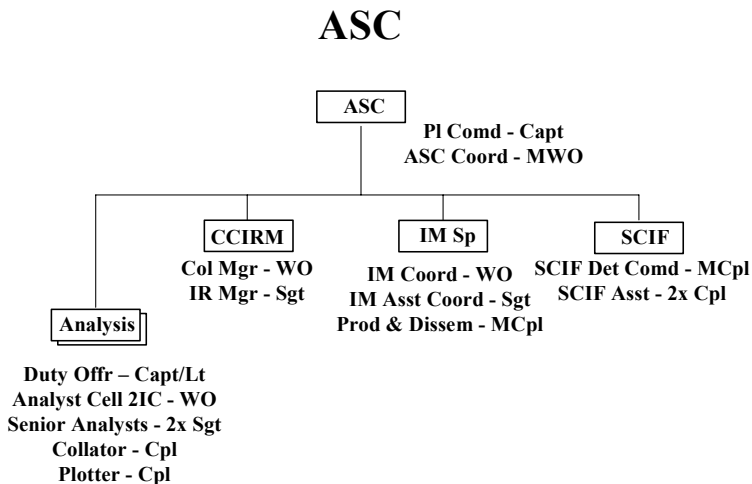 ASC
ASC
Pl Comd - Capt
ASC Coord - MWO
CCIRM
Col Mgr - WO
IR Mgr - Sgt
IM Sp
IM Coord - WO
IM Asst Coord - Sgt
Prod & Dissem - MCpl
SCIF
SCIF Det Comd - MCpl
SCIF Asst - 2x Cpl
Analysis
Duty Offr – Capt/Lt
Analyst Cell 2IC - WO
Senior Analysts - 2x Sgt
Collator - Cpl
Plotter - Cpl